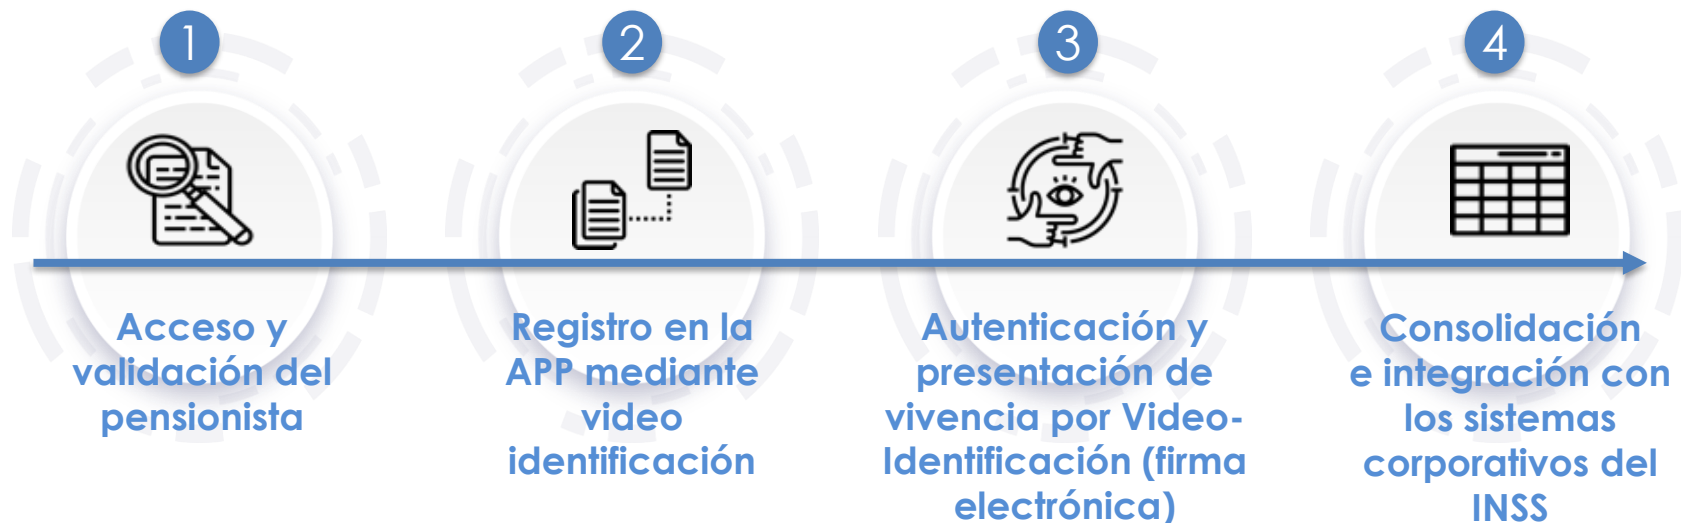 1
Acceso y
validación del
pensionista
2
Registro en la
APP mediante
video
identificación
3
Autenticación y
presentación de
vivencia por Video-
Identificación (firma
electrónica)
4
Consolidación
e integración con
los sistemas
corporativos del
INSS